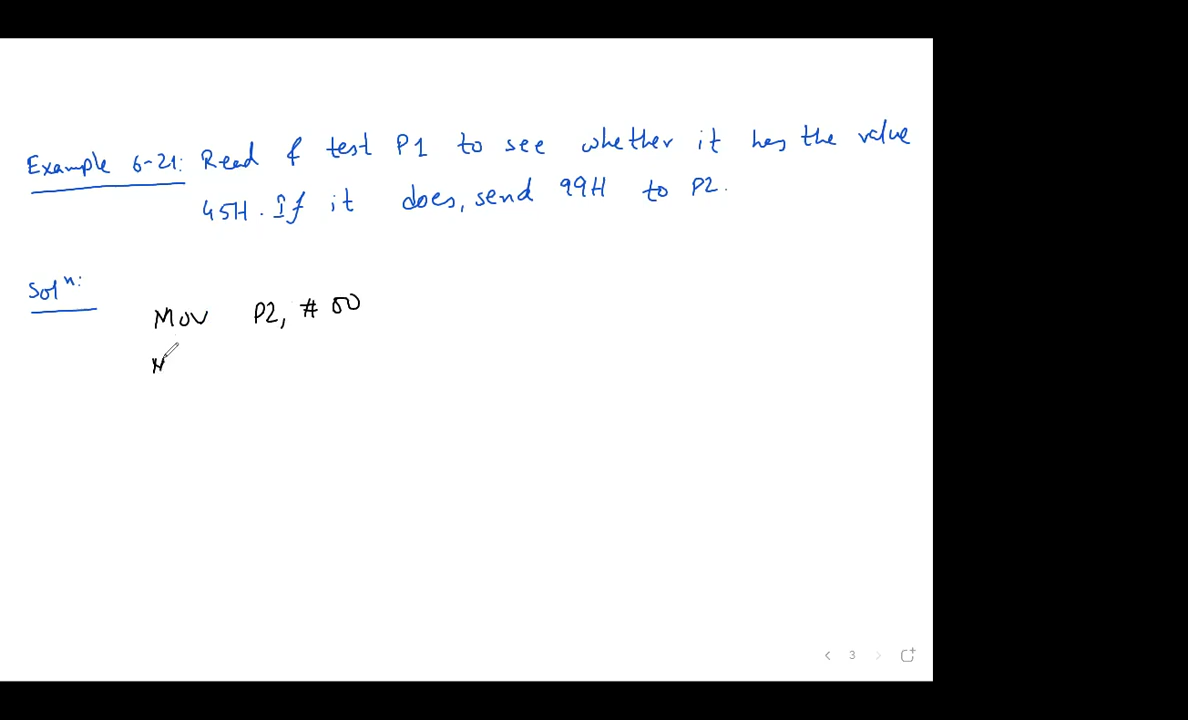 Example 6-21: Read & test P1 to see whether it has the value
45H. If it does, send 99H to P2.
Solⁿ:
Mov P2, # 00
3